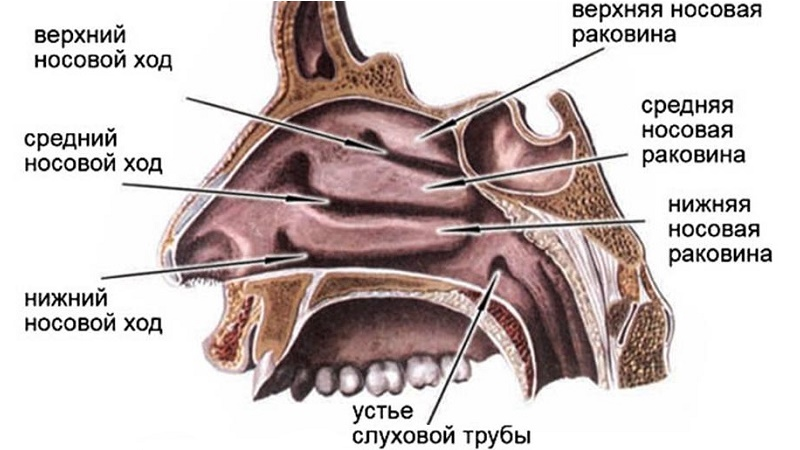 верхний
носовой ход
средний
носовой ход
нижний
носовой ход
верхняя носовая
раковина
средняя
носовая
раковина
нижняя
носовая
раковина
устье
слуховой трубы